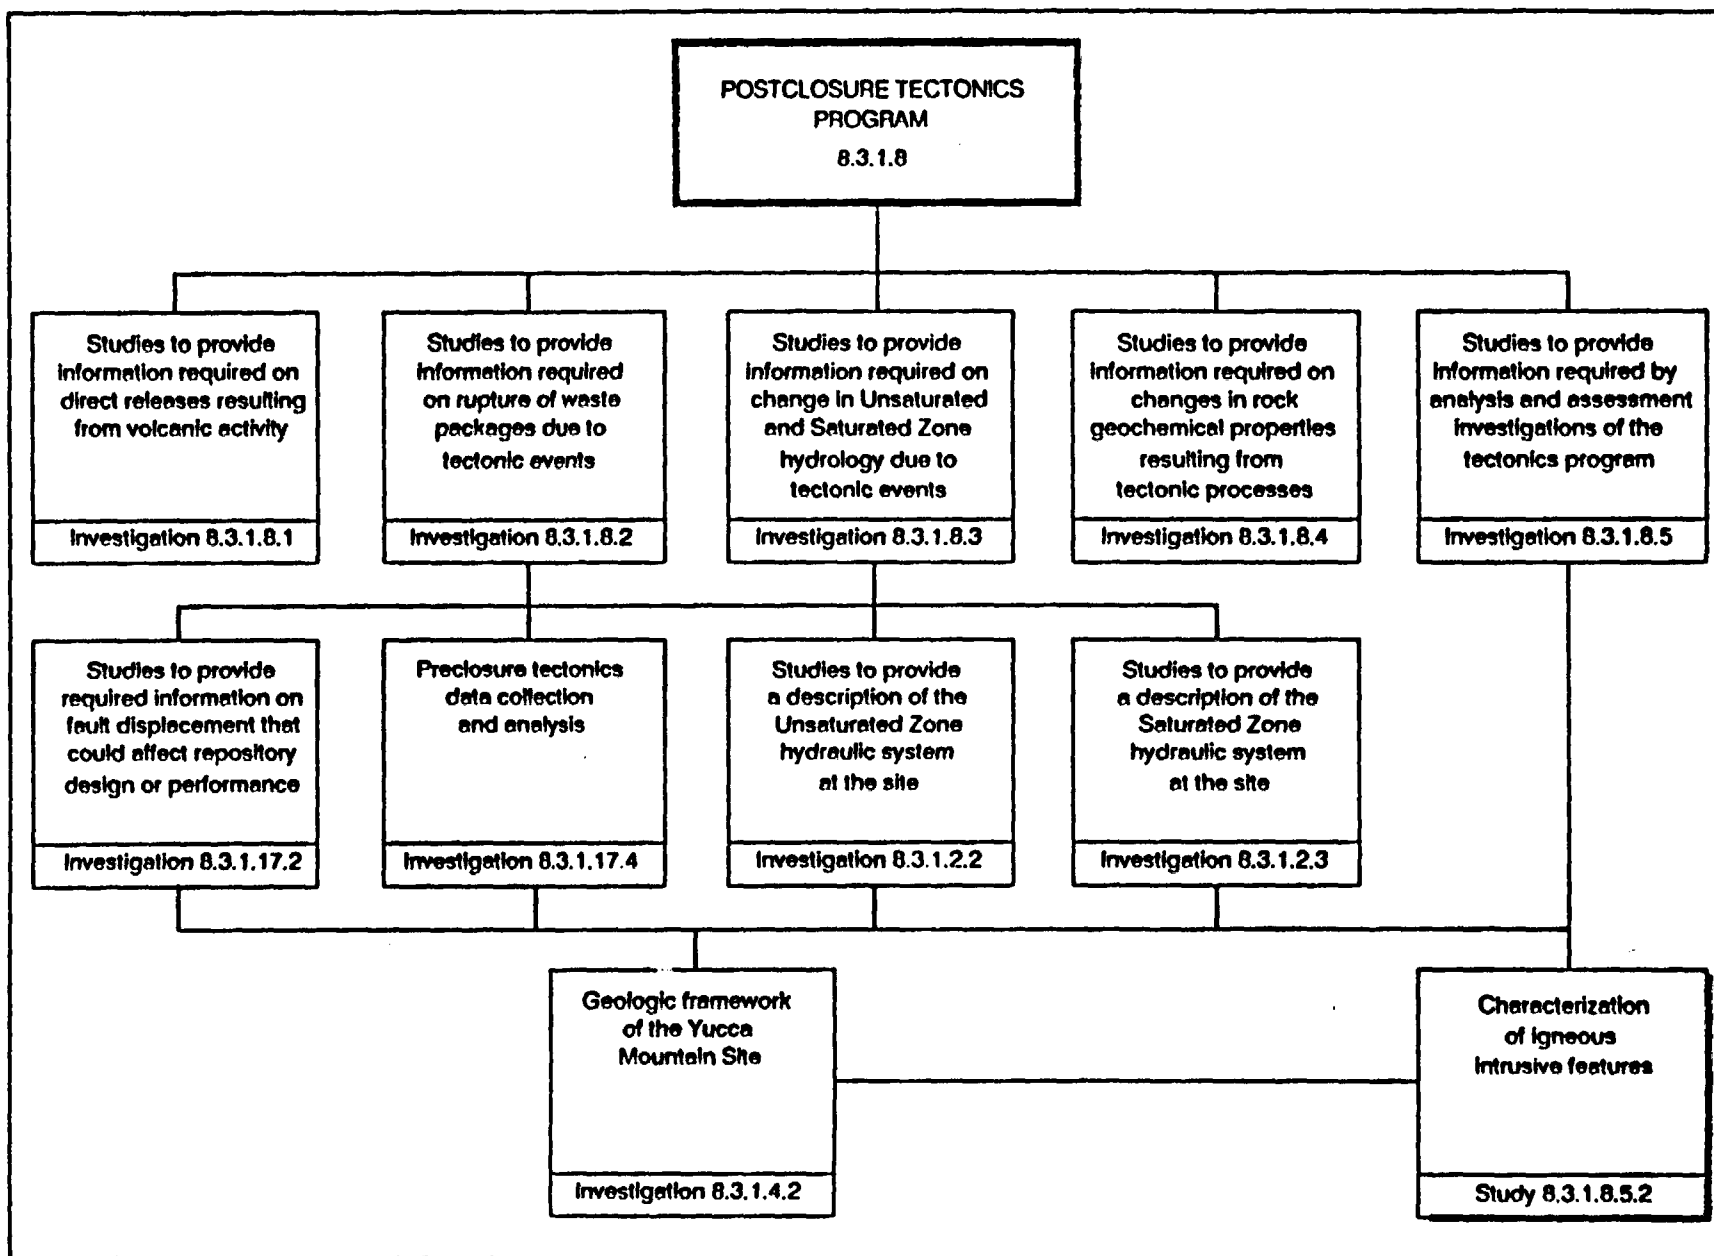 POSTCLOSURE TECTONICS
PROGRAM
8.3.1.8
Studies to provide
information required on
direct releases resulting
from volcanic activity
Investigation 8.3.1.8.1
Studies to provide
information required
on rupture of waste
packages due to
tectonic events
Investigation 8.3.1.8.2
Studies to provide
information required on
change in Unsaturated
and Saturated Zone
hydrology due to
tectonic events
Investigation 8.3.1.8.3
Studies to provide
information required on
changes in rock
geochemical properties
resulting from
tectonic processes
Investigation 8.3.1.8.4
Studies to provide
information required by
analysis and assessment
investigations of the
tectonics program
Investigation 8.3.1.8.5
Studies to provide
required information on
fault displacement that
could affect repository
design or performance
Investigation 8.3.1.17.2
Preclosure tectonics
data collection
and analysis
Investigation 8.3.1.17.4
Studies to provide
a description of the
Unsaturated Zone
hydraulic system
at the site
Investigation 8.3.1.2.2
Studies to provide
a description of the
Saturated Zone
hydraulic system
at the site
Investigation 8.3.1.2.3
Geologic framework
of the Yucca
Mountain Site
Investigation 8.3.1.4.2
Characterization
of igneous
intrusive features
Study 8.3.1.8.5.2